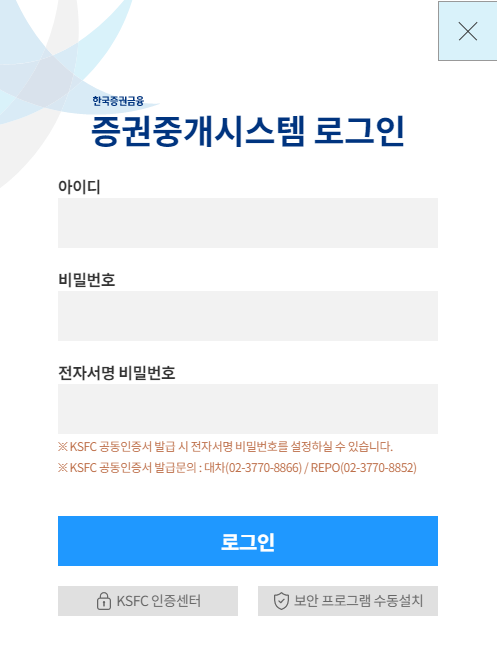 한국증권금융
증권중개시스템 로그인
아이디
비밀번호
전자서명 비밀번호
※ KSFC 공동인증서 발급 시 전자서명 비밀번호를 설정하실 수 있습니다.
※ KSFC 공동인증서 발급문의 : 대차(02-3770-8866) / REPO(02-3770-8852)
로그인
KSFC 인증센터
보안 프로그램 수동설치